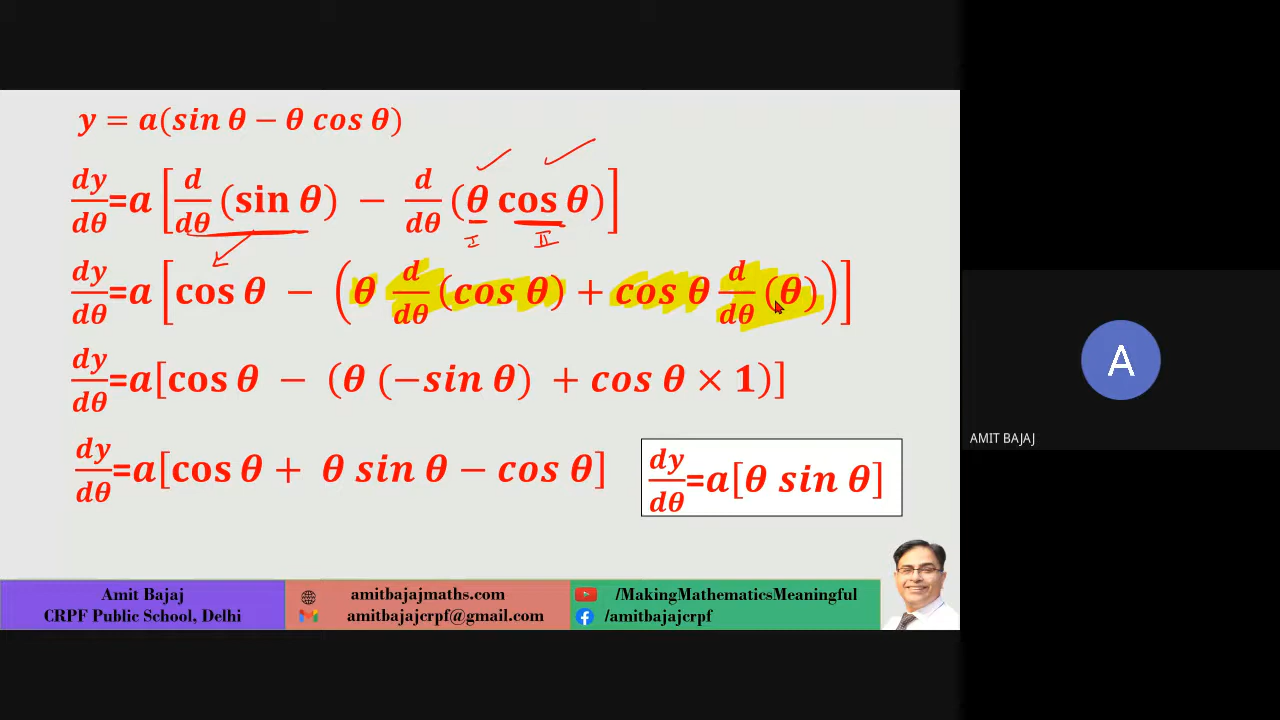 y = a(sin θ − θ cos θ)
dy/dθ=a[d/dθ (sin θ) − d/dθ (θ cos θ)]
I II
dy/dθ=a[cos θ − (θ d/dθ (cos θ) + cos θ d/dθ (θ))]
dy/dθ=a[cos θ − (θ (−sin θ) + cos θ × 1)]
dy/dθ=a[cos θ + θ sin θ − cos θ]
dy/dθ=a[θ sin θ]
A
AMIT BAJAJ
Amit Bajaj
CRPF Public School, Delhi
amitbajajmaths.com
amitbajajcrpf@gmail.com
/MakingMathematicsMeaningful
/amitbajajcrpf